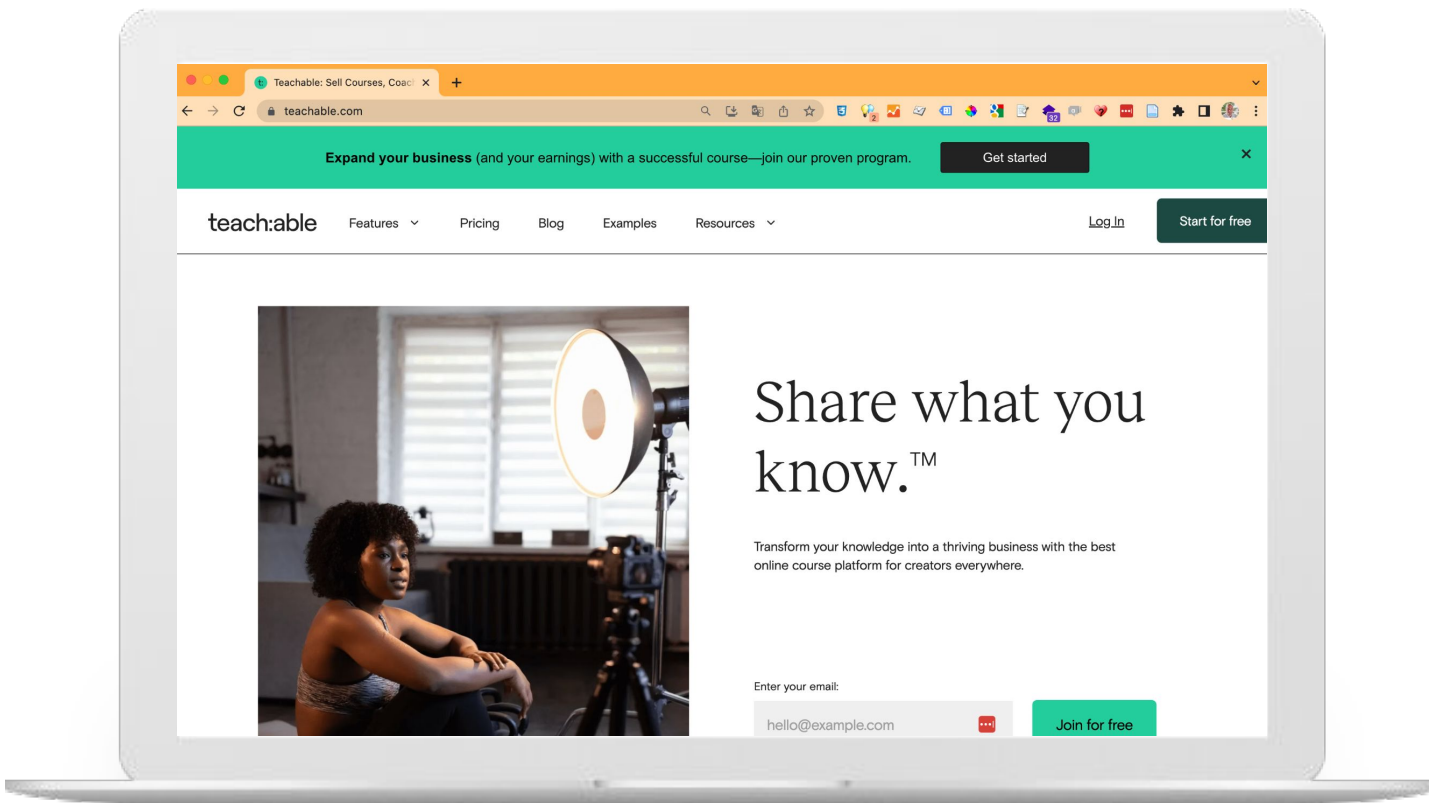 Teachable: Sell Courses, Coac
teachable.com
2
32
Expand your business (and your earnings) with a successful course—join our proven program.
Get started
teach:able
Features
Pricing
Blog
Examples
Resources
Log In
Start for free
Share what you
know.™
Transform your knowledge into a thriving business with the best
online course platform for creators everywhere.
Enter your email:
hello@example.com
Join for free